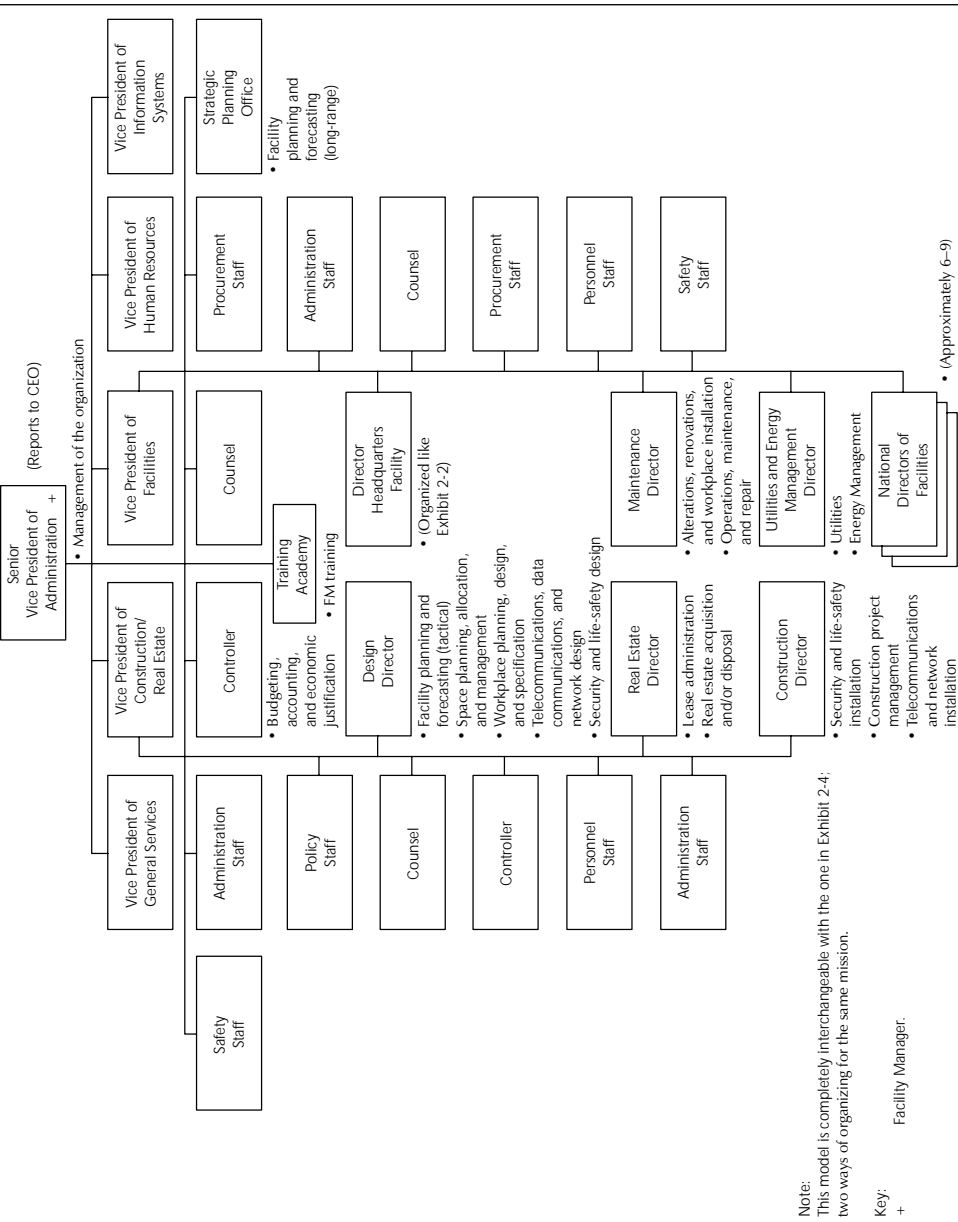 Senior
Vice President of
Administration +
(Reports to CEO)
• Management of the organization
Vice President of
General Services
Vice President of
Construction/
Real Estate
Vice President of
Facilities
Vice President of
Human Resources
Vice President of
Information
Systems
Safety
Staff
Administration
Staff
Controller
• Budgeting,
accounting,
and economic
justification
Counsel
Procurement
Staff
Strategic
Planning
Office
• Facility
planning and
forecasting
(long-range)
Training
Academy
• FM training
Policy
Staff
Counsel
Controller
Personnel
Staff
Administration
Staff
Design
Director
• Facility planning and
forecasting (tactical)
• Space planning, allocation,
and management
• Workplace planning, design,
and specification
• Telecommunications, data
communications, and
network design
• Security and life-safety design
Real Estate
Director
• Lease administration
• Real estate acquisition
and/or disposal
Construction
Director
• Security and life-safety
installation
• Construction project
management
• Telecommunications
and network
installation
Director
Headquarters
Facility
• (Organized like
Exhibit 2-2)
Maintenance
Director
• Alterations, renovations,
and workplace installation
• Operations, maintenance,
and repair
Utilities and Energy
Management
Director
• Utilities
• Energy Management
National
Directors of
Facilities
• (Approximately 6–9)
Administration
Staff
Counsel
Procurement
Staff
Personnel
Staff
Safety
Staff
Note:
This model is completely interchangeable with the one in Exhibit 2-4;
two ways of organizing for the same mission.
Key:
+ Facility Manager.